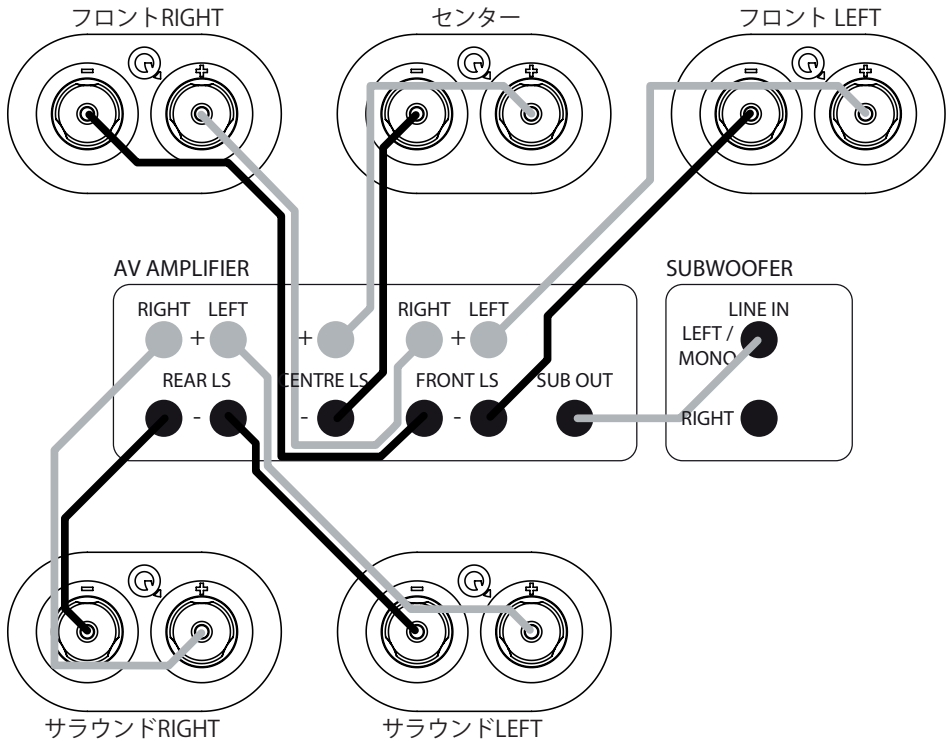 フロントRIGHT センター フロント LEFT
- + - + - +
AV AMPLIFIER SUBWOOFER
RIGHT LEFT RIGHT LEFT LINE IN
+ + + LEFT /
MONO
REAR LS CENTRE LS FRONT LS SUB OUT
- - - RIGHT
- + - +
サラウンドRIGHT サラウンドLEFT